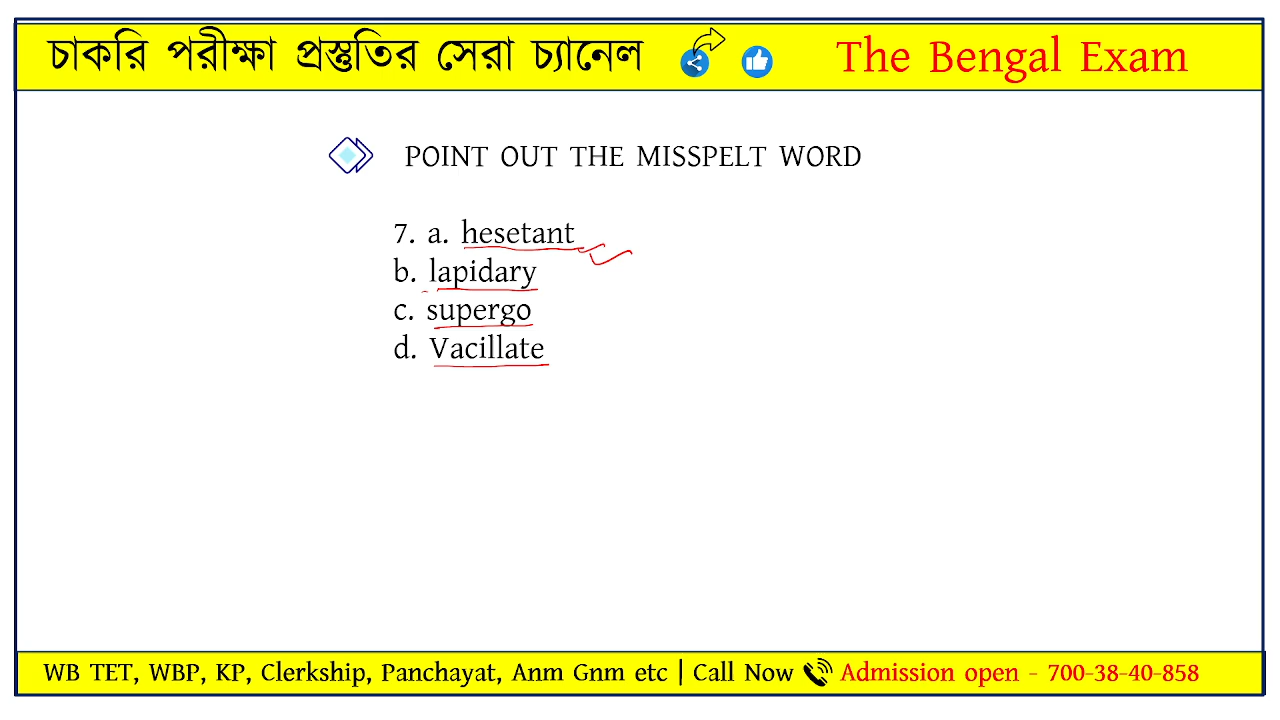 চাকরি পরীক্ষা প্রস্তুতির সেরা চ্যানেল The Bengal Exam
POINT OUT THE MISSPELT WORD
7. a. hesetant
b. lapidary
c. supergo
d. Vacillate
WB TET, WBP, KP, Clerkship, Panchayat, Anm Gnm etc | Call Now Admission open - 700-38-40-858